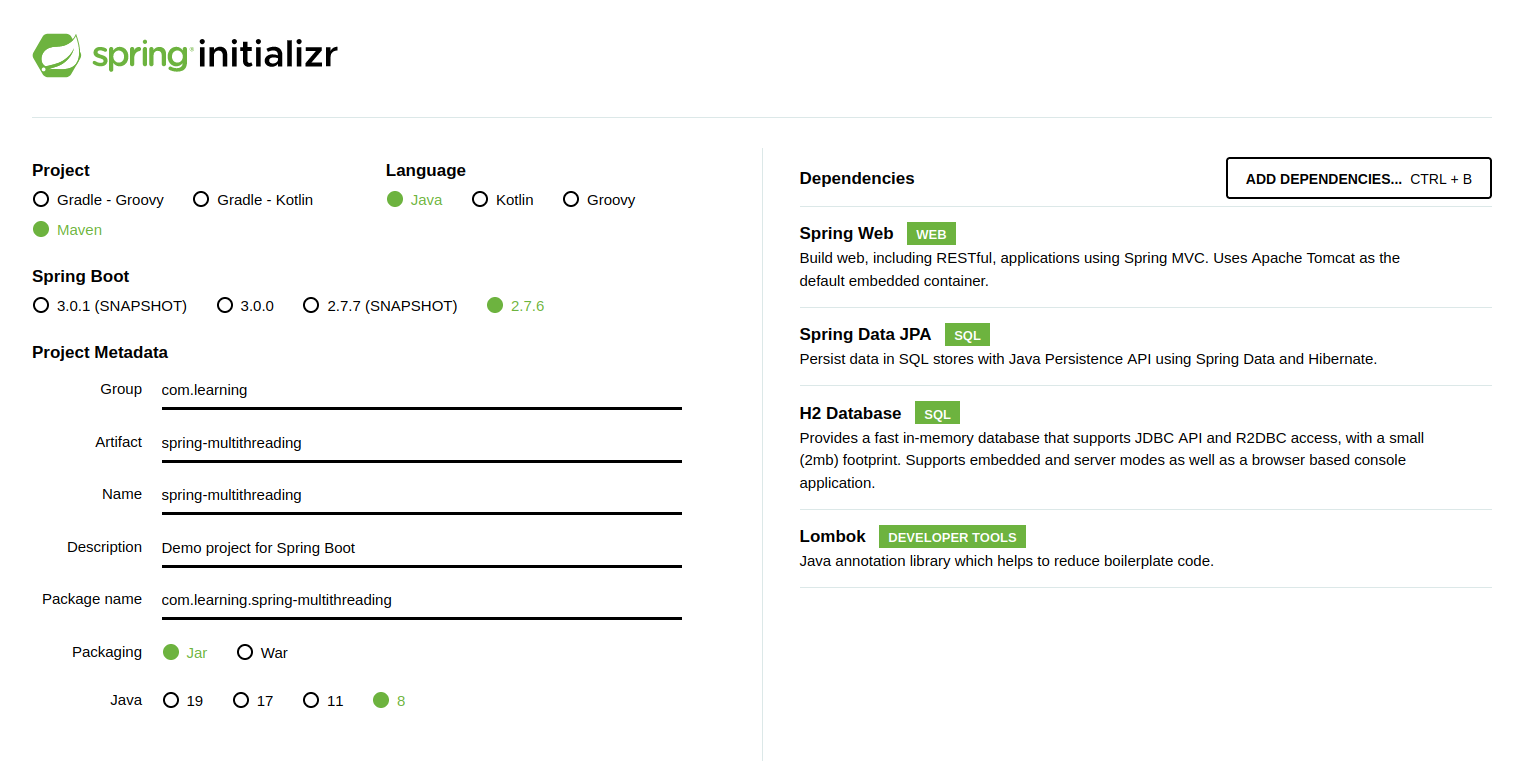 spring initializr
Project
Gradle - Groovy Gradle - Kotlin
Maven
Language
Java Kotlin Groovy
Spring Boot
3.0.1 (SNAPSHOT) 3.0.0 2.7.7 (SNAPSHOT) 2.7.6
Project Metadata
Group com.learning
Artifact spring-multithreading
Name spring-multithreading
Description Demo project for Spring Boot
Package name com.learning.spring-multithreading
Packaging Jar War
Java 19 17 11 8
Dependencies ADD DEPENDENCIES... CTRL + B
Spring Web WEB
Build web, including RESTful, applications using Spring MVC. Uses Apache Tomcat as the
default embedded container.
Spring Data JPA SQL
Persist data in SQL stores with Java Persistence API using Spring Data and Hibernate.
H2 Database SQL
Provides a fast in-memory database that supports JDBC API and R2DBC access, with a small
(2mb) footprint. Supports embedded and server modes as well as a browser based console
application.
Lombok DEVELOPER TOOLS
Java annotation library which helps to reduce boilerplate code.